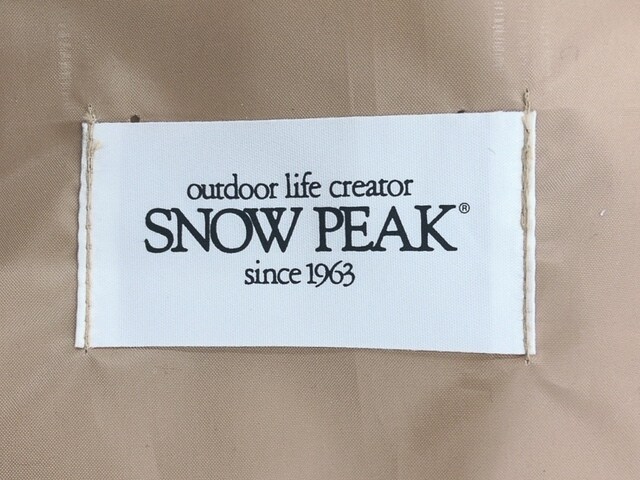 outdoor life creator
SNOW PEAK®
since 1963